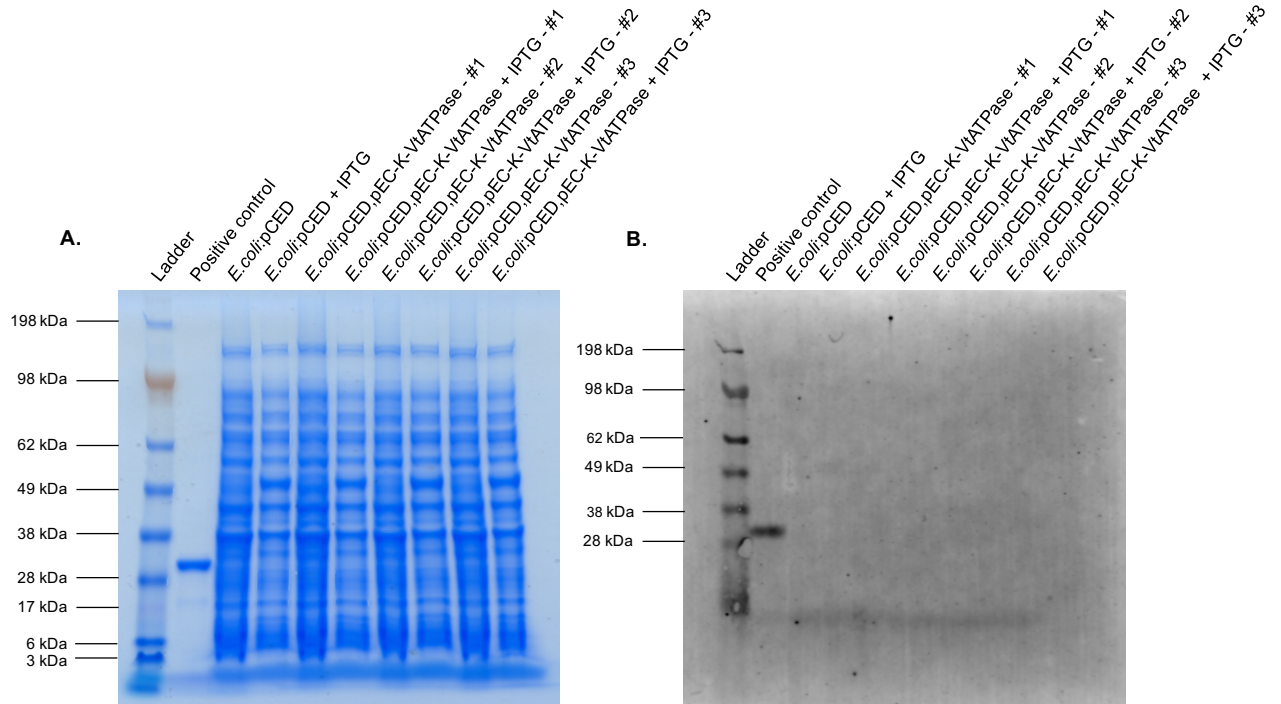 A.
Ladder
Positive control
E.coli:pCED
E.coli:pCED + IPTG
E.coli:pCED,pEC-K-VtATPase - #1
E.coli:pCED,pEC-K-VtATPase + IPTG - #1
E.coli:pCED,pEC-K-VtATPase - #2
E.coli:pCED,pEC-K-VtATPase + IPTG - #2
E.coli:pCED,pEC-K-VtATPase - #3
E.coli:pCED,pEC-K-VtATPase + IPTG - #3
198 kDa
98 kDa
62 kDa
49 kDa
38 kDa
28 kDa
17 kDa
6 kDa
3 kDa
B.
Ladder
Positive control
E.coli:pCED
E.coli:pCED + IPTG
E.coli:pCED,pEC-K-VtATPase - #1
E.coli:pCED,pEC-K-VtATPase + IPTG - #1
E.coli:pCED,pEC-K-VtATPase - #2
E.coli:pCED,pEC-K-VtATPase + IPTG - #2
E.coli:pCED,pEC-K-VtATPase - #3
E.coli:pCED,pEC-K-VtATPase + IPTG - #3
198 kDa
98 kDa
62 kDa
49 kDa
38 kDa
28 kDa